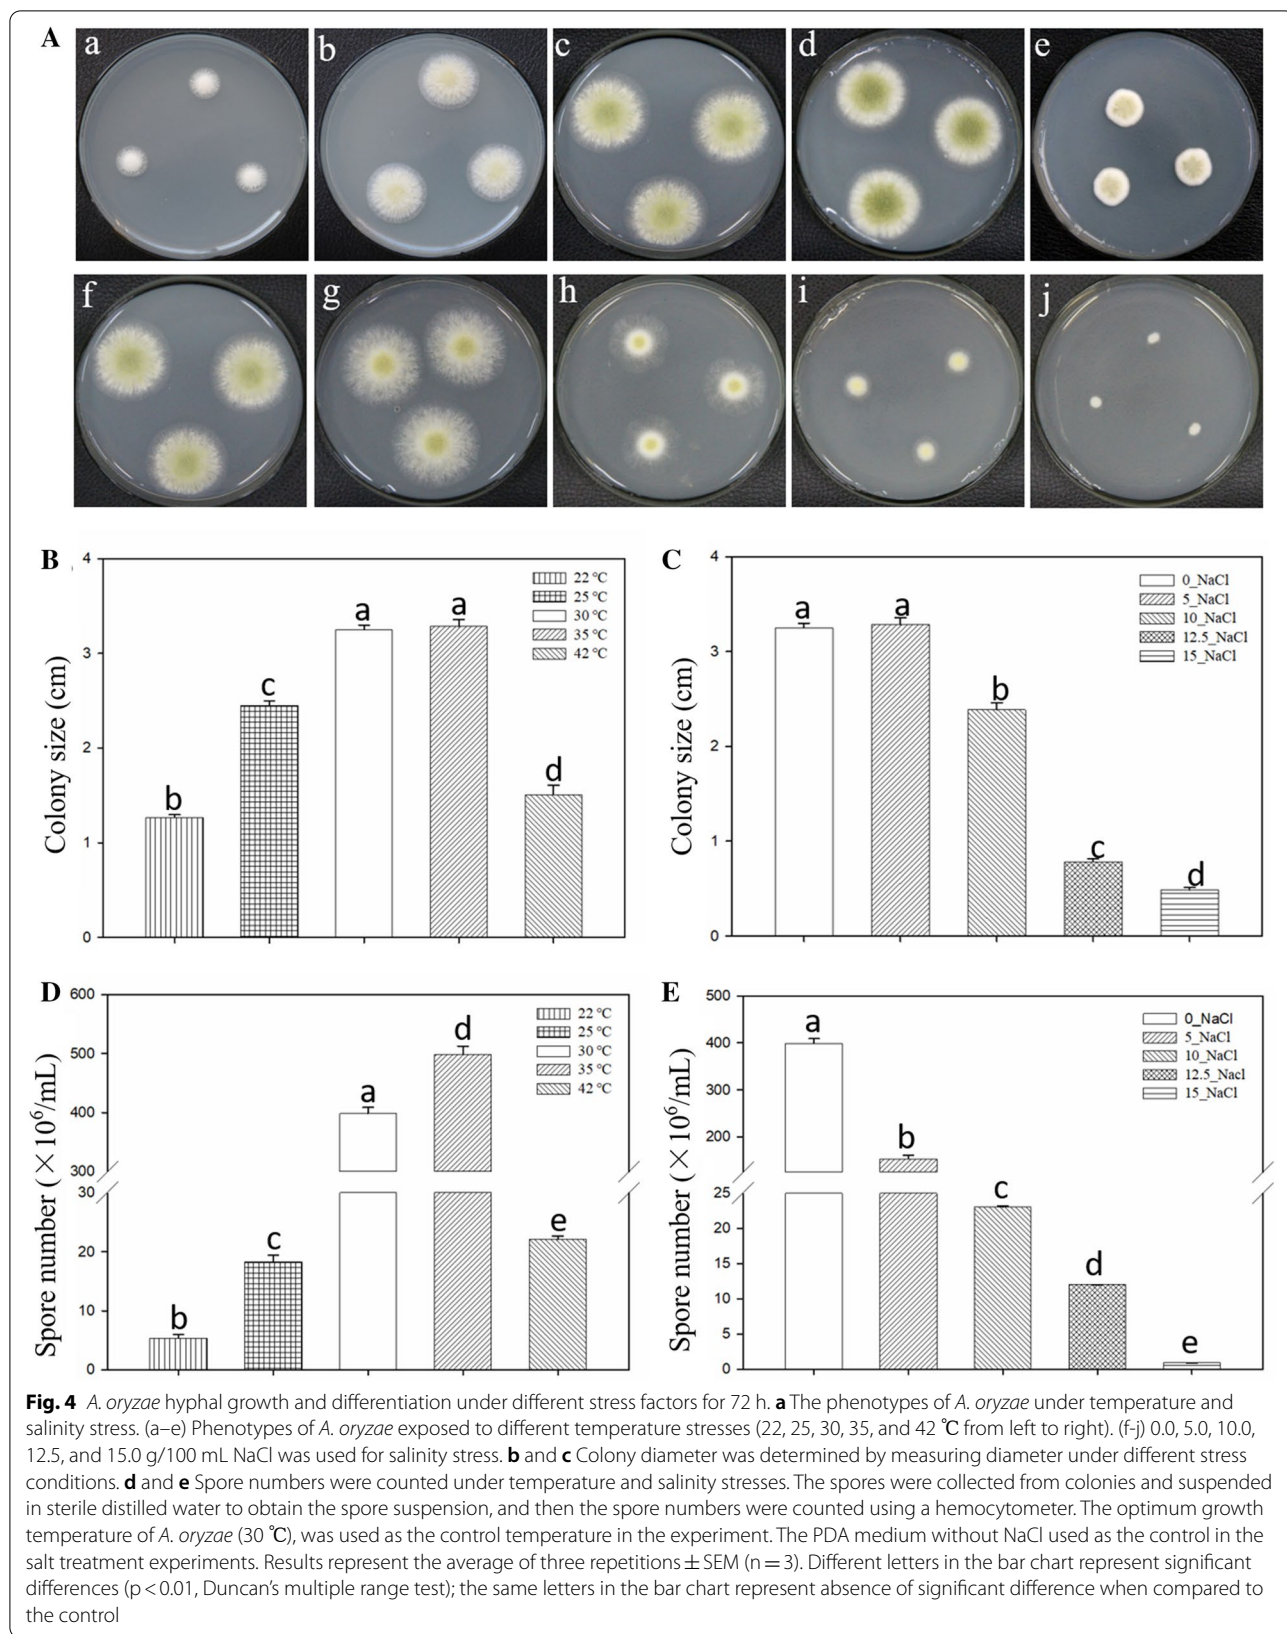 A
a
b
c
d
e
f
g
h
i
j
B
4
3
2
1
0
Colony size (cm)
b
c
a
a
d
22 °C
25 °C
30 °C
35 °C
42 °C
C
4
3
2
1
0
Colony size (cm)
a
a
b
c
d
0_NaCl
5_NaCl
10_NaCl
12.5_NaCl
15_NaCl
D
600
500
400
300
30
20
10
0
Spore number (×10⁶/mL)
b
c
a
d
e
22 °C
25 °C
30 °C
35 °C
42 °C
E
500
400
300
200
25
20
15
10
5
0
Spore number (×10⁶/mL)
a
b
c
d
e
0_NaCl
5_NaCl
10_NaCl
12.5_Nacl
15_NaCl
Fig. 4 A. oryzae hyphal growth and differentiation under different stress factors for 72 h. a The phenotypes of A. oryzae under temperature and
salinity stress. (a–e) Phenotypes of A. oryzae exposed to different temperature stresses (22, 25, 30, 35, and 42 ℃ from left to right). (f-j) 0.0, 5.0, 10.0,
12.5, and 15.0 g/100 mL NaCl was used for salinity stress. b and c Colony diameter was determined by measuring diameter under different stress
conditions. d and e Spore numbers were counted under temperature and salinity stresses. The spores were collected from colonies and suspended
in sterile distilled water to obtain the spore suspension, and then the spore numbers were counted using a hemocytometer. The optimum growth
temperature of A. oryzae (30 ℃), was used as the control temperature in the experiment. The PDA medium without NaCl used as the control in the
salt treatment experiments. Results represent the average of three repetitions ± SEM (n = 3). Different letters in the bar chart represent significant
differences (p < 0.01, Duncan's multiple range test); the same letters in the bar chart represent absence of significant difference when compared to
the control